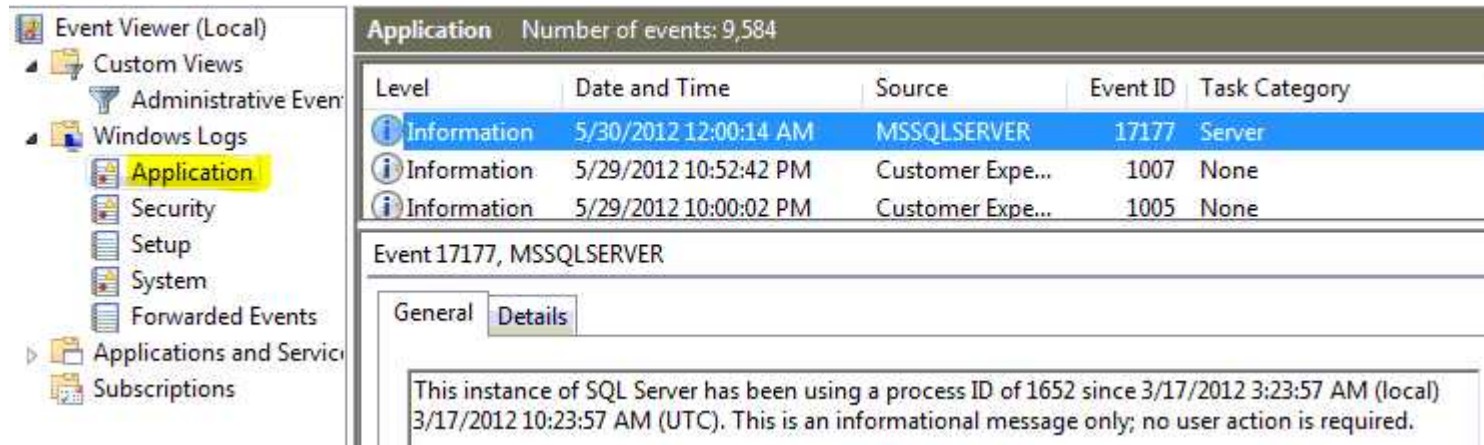 Event Viewer (Local)
Custom Views
Administrative Even
Windows Logs
Application
Security
Setup
System
Forwarded Events
Applications and Servic
Subscriptions
Application Number of events: 9,584
Level Date and Time Source Event ID Task Category
Information 5/30/2012 12:00:14 AM MSSQLSERVER 17177 Server
Information 5/29/2012 10:52:42 PM Customer Expe... 1007 None
Information 5/29/2012 10:00:02 PM Customer Expe... 1005 None
Event 17177, MSSQLSERVER
General Details
This instance of SQL Server has been using a process ID of 1652 since 3/17/2012 3:23:57 AM (local)
3/17/2012 10:23:57 AM (UTC). This is an informational message only; no user action is required.